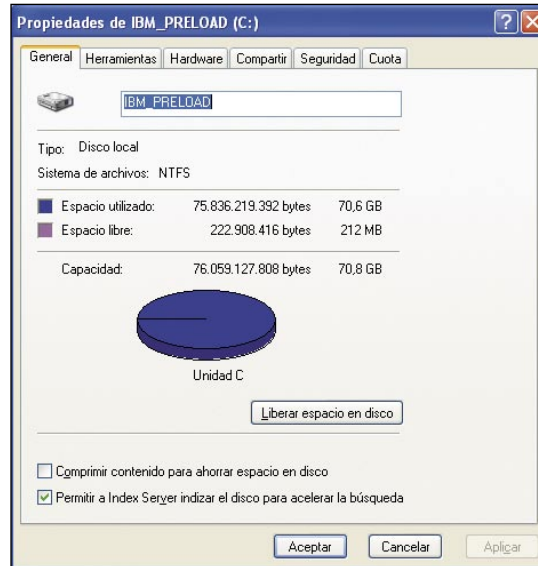 Propiedades de IBM_PRELOAD (C:)
General Herramientas Hardware Compartir Seguridad Cuota
IBM_PRELOAD
Tipo: Disco local
Sistema de archivos: NTFS
Espacio utilizado: 75.836.219.392 bytes 70,6 GB
Espacio libre: 222.908.416 bytes 212 MB
Capacidad: 76.059.127.808 bytes 70,8 GB
Unidad C
Liberar espacio en disco
Comprimir contenido para ahorrar espacio en disco
Permitir a Index Server indizar el disco para acelerar la búsqueda
Aceptar Cancelar Aplicar